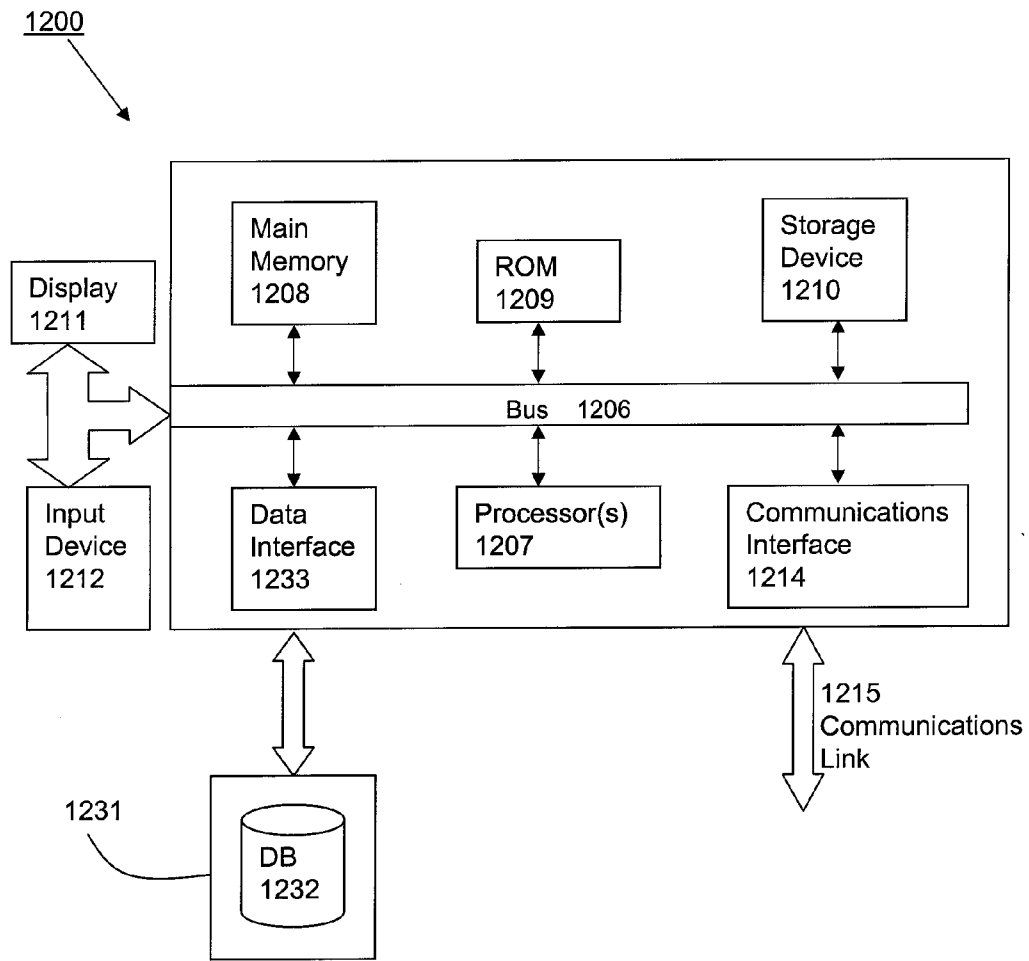 1200
Main
Memory
1208
ROM
1209
Storage
Device
1210
Display
1211
Bus 1206
Input
Device
1212
Data
Interface
1233
Processor(s)
1207
Communications
Interface
1214
1215
Communications
Link
1231
DB
1232